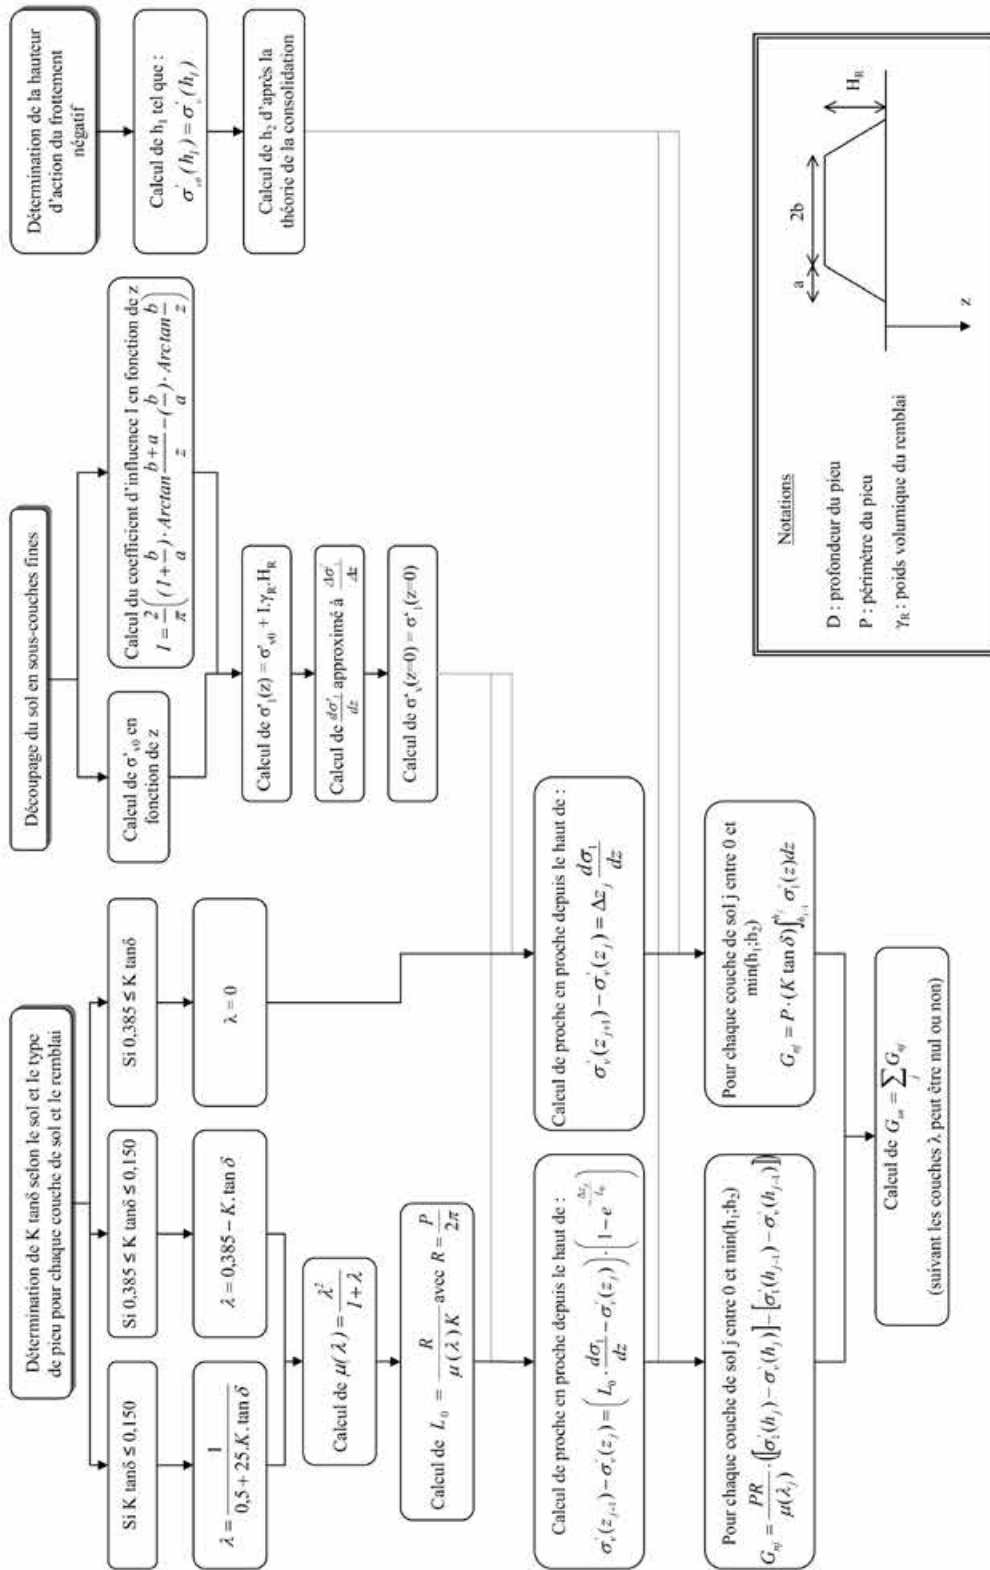 Détermination de K tanδ selon le sol et le type
de pieu pour chaque couche de sol et le remblai
Si K tanδ ≤ 0,150
Si 0,385 ≤ K tanδ ≤ 0,150
Si 0,385 ≤ K tanδ
λ = 1 / (0,5 + 25.K.tan δ)
λ = 0,385 − K.tan δ
λ = 0
Calcul de μ(λ) = λ² / (1 + λ)
Calcul de L₀ = R / (μ(λ)K) avec R = P / 2π
Découpage du sol en sous-couches fines
Calcul de σ'v0 en
fonction de z
Calcul du coefficient d'influence I en fonction de z
I = 2/π ((1 + b/a) · Arctan (b+a)/z − (b/a) · Arctan b/z)
Calcul de σ'₁(z) = σ'v0 + I.γR.HR
Calcul de dσ'₁/dz approximé à Δσ'₁/Δz
Calcul de σ'v(z=0) = σ'₁(z=0)
Détermination de la hauteur
d'action du frottement
négatif
Calcul de h₁ tel que :
σ'v0(h₁) = σ'v(h₁)
Calcul de h₂ d'après la
théorie de la consolidation
Calcul de proche en proche depuis le haut de :
σ'v(zj+1) − σ'v(zj) = (L₀ · dσ₁/dz − σ'v(zj)) · (1 − e^(−Δzj/L₀))
Calcul de proche en proche depuis le haut de :
σ'v(zj+1) − σ'v(zj) = Δzj dσ₁/dz
Pour chaque couche de sol j entre 0 et min(h₁;h₂)
Gnj = PR/μ(λj) · ([σ'₁(hj) − σ'v(hj)] − [σ'₁(hj−1) − σ'v(hj−1)])
Pour chaque couche de sol j entre 0 et
min(h₁;h₂)
Gnj = P · (K tan δ) ∫hj−1^hj σ'₁(z)dz
Calcul de Gsn = ∑j Gnj
(suivant les couches λ peut être nul ou non)
Notations
D : profondeur du pieu
P : périmètre du pieu
γR : poids volumique du remblai
a
2b
HR
z